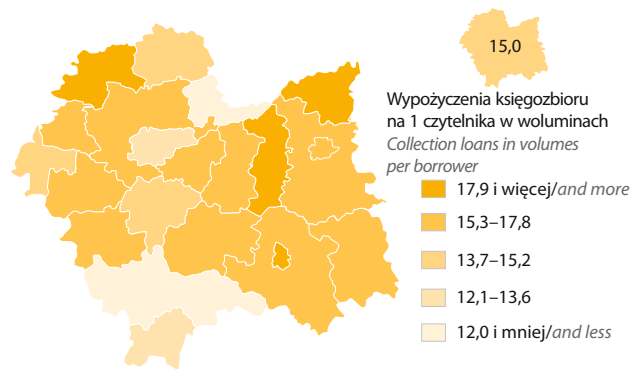 15,0
Wypożyczenia księgozbioru
na 1 czytelnika w woluminach
Collection loans in volumes
per borrower
17,9 i więcej/and more
15,3–17,8
13,7–15,2
12,1–13,6
12,0 i mniej/and less